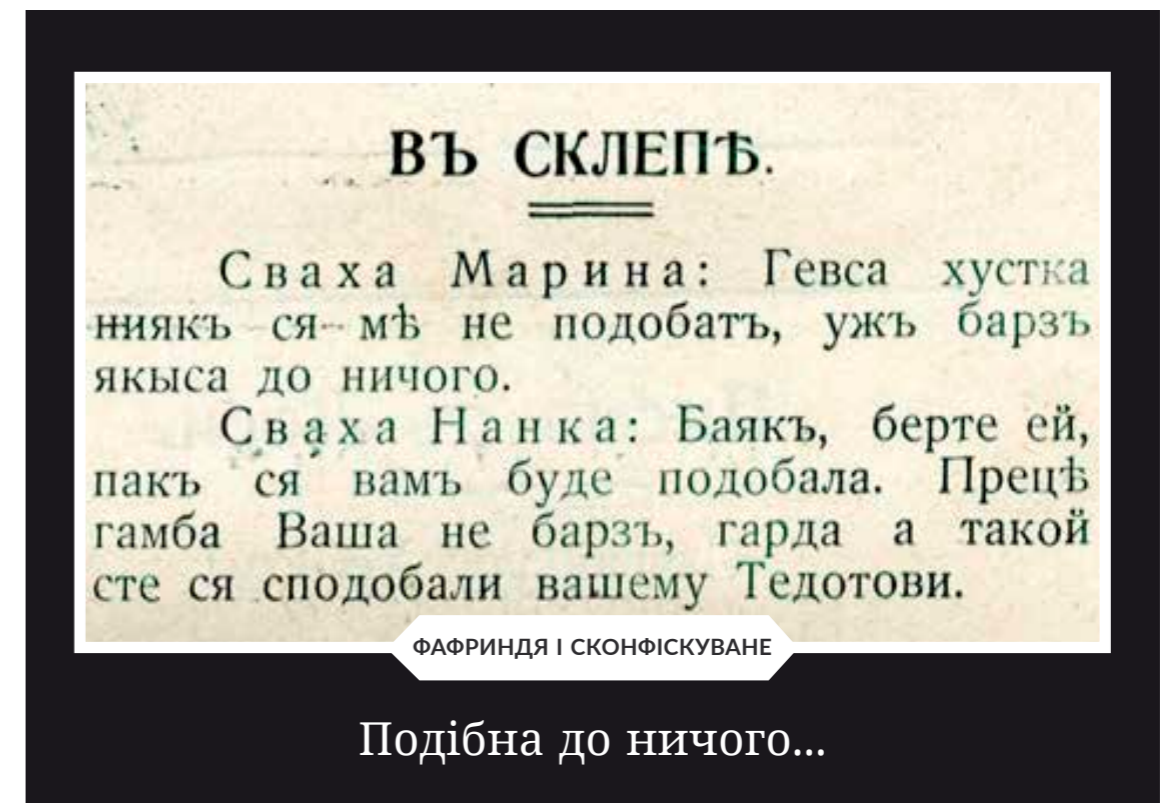 ВЪ СКЛЕПѢ.
Сваха Марина: Гевса хустка
ниякъ ся мѣ не подобатъ, ужъ барзъ
якыса до ничого.
Сваха Нанка: Баякъ, берте ей,
пакъ ся вамъ буде подобала. Прецѣ
гамба Ваша не барзъ, гарда а такой
сте ся сподобали вашему Тедотови.
ФАФРИНДЯ І СКОНФІСКУВАНЕ
Подібна до ничого...